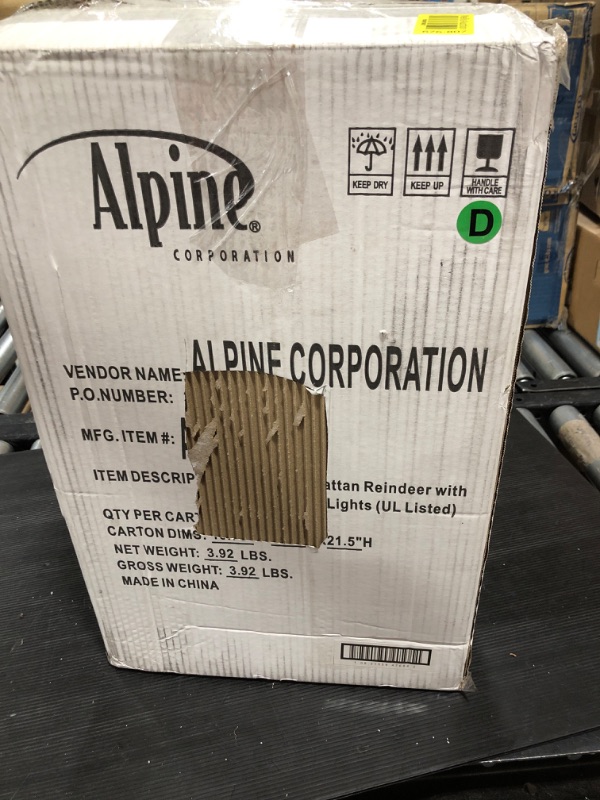 Alpine®
CORPORATION
KEEP DRY
KEEP UP
HANDLE
WITH CARE
D
VENDOR NAME: ALPINE CORPORATION
P.O.NUMBER:
MFG.ITEM #:
ITEM DESCRIP attan Reindeer with
Lights (UL Listed)
QTY PER CAR
CARTON DIMS: 21.5"H
NET WEIGHT: 3.92 LBS.
GROSS WEIGHT: 3.92 LBS.
MADE IN CHINA